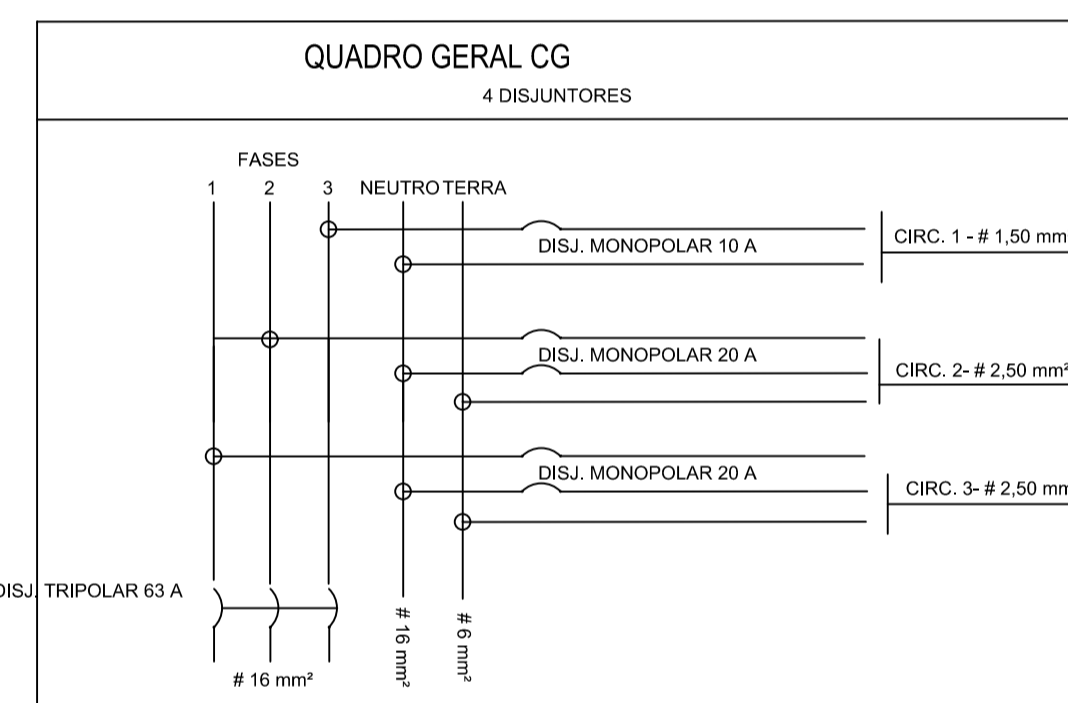 QUADRO GERAL CG
4 DISJUNTORES
FASES
1 2 3 NEUTRO TERRA
DISJ. MONOPOLAR 10 A
CIRC. 1 - # 1,50 mm
DISJ. MONOPOLAR 20 A
CIRC. 2- # 2,50 mm²
DISJ. MONOPOLAR 20 A
CIRC. 3- # 2,50 mm
DISJ. TRIPOLAR 63 A
# 16 mm²
# 16 mm²
# 6 mm²